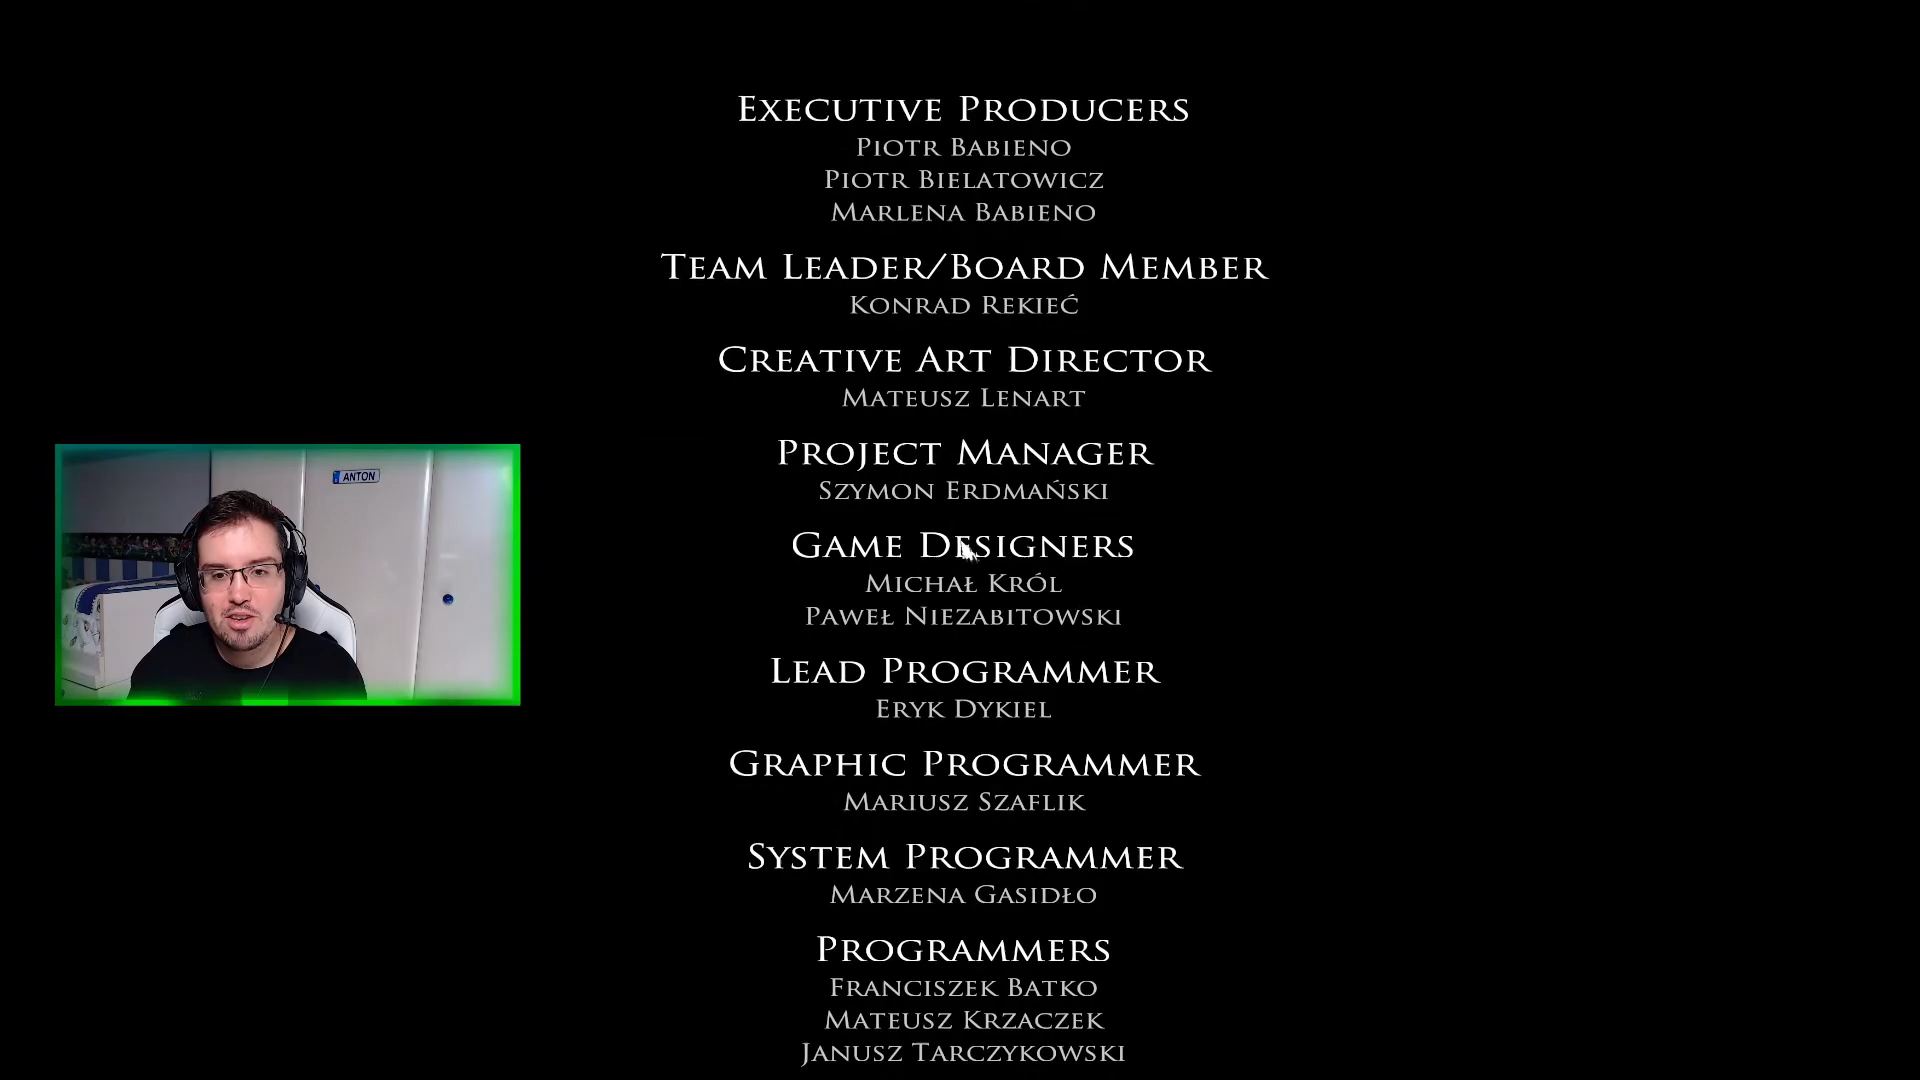 Executive Producers
Piotr Babieno
Piotr Bielatowicz
Marlena Babieno
Team Leader/Board Member
Konrad Rekieć
Creative Art Director
Mateusz Lenart
Project Manager
Szymon Erdmański
ANTON
Game Designers
Michał Król
Paweł Niezabitowski
Lead Programmer
Eryk Dykiel
Graphic Programmer
Mariusz Szaflik
System Programmer
Marzena Gasidło
Programmers
Franciszek Batko
Mateusz Krzaczek
Janusz Tarczykowski